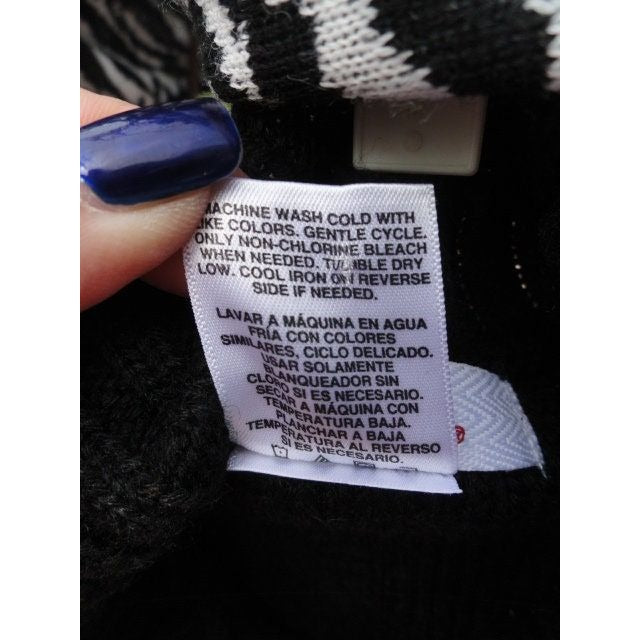 MACHINE WASH COLD WITH
LIKE COLORS. GENTLE CYCLE.
ONLY NON-CHLORINE BLEACH
WHEN NEEDED. TUMBLE DRY
LOW. COOL IRON ON REVERSE
SIDE IF NEEDED.
LAVAR A MÁQUINA EN AGUA
FRÍA CON COLORES
SIMILARES, CICLO DELICADO.
USAR SOLAMENTE
BLANQUEADOR SIN
CLORO SI ES NECESARIO.
SECAR A MÁQUINA CON
TEMPERATURA BAJA.
PLANCHAR A BAJA
TEMPERATURA AL REVERSO
SI ES NECESARIO.